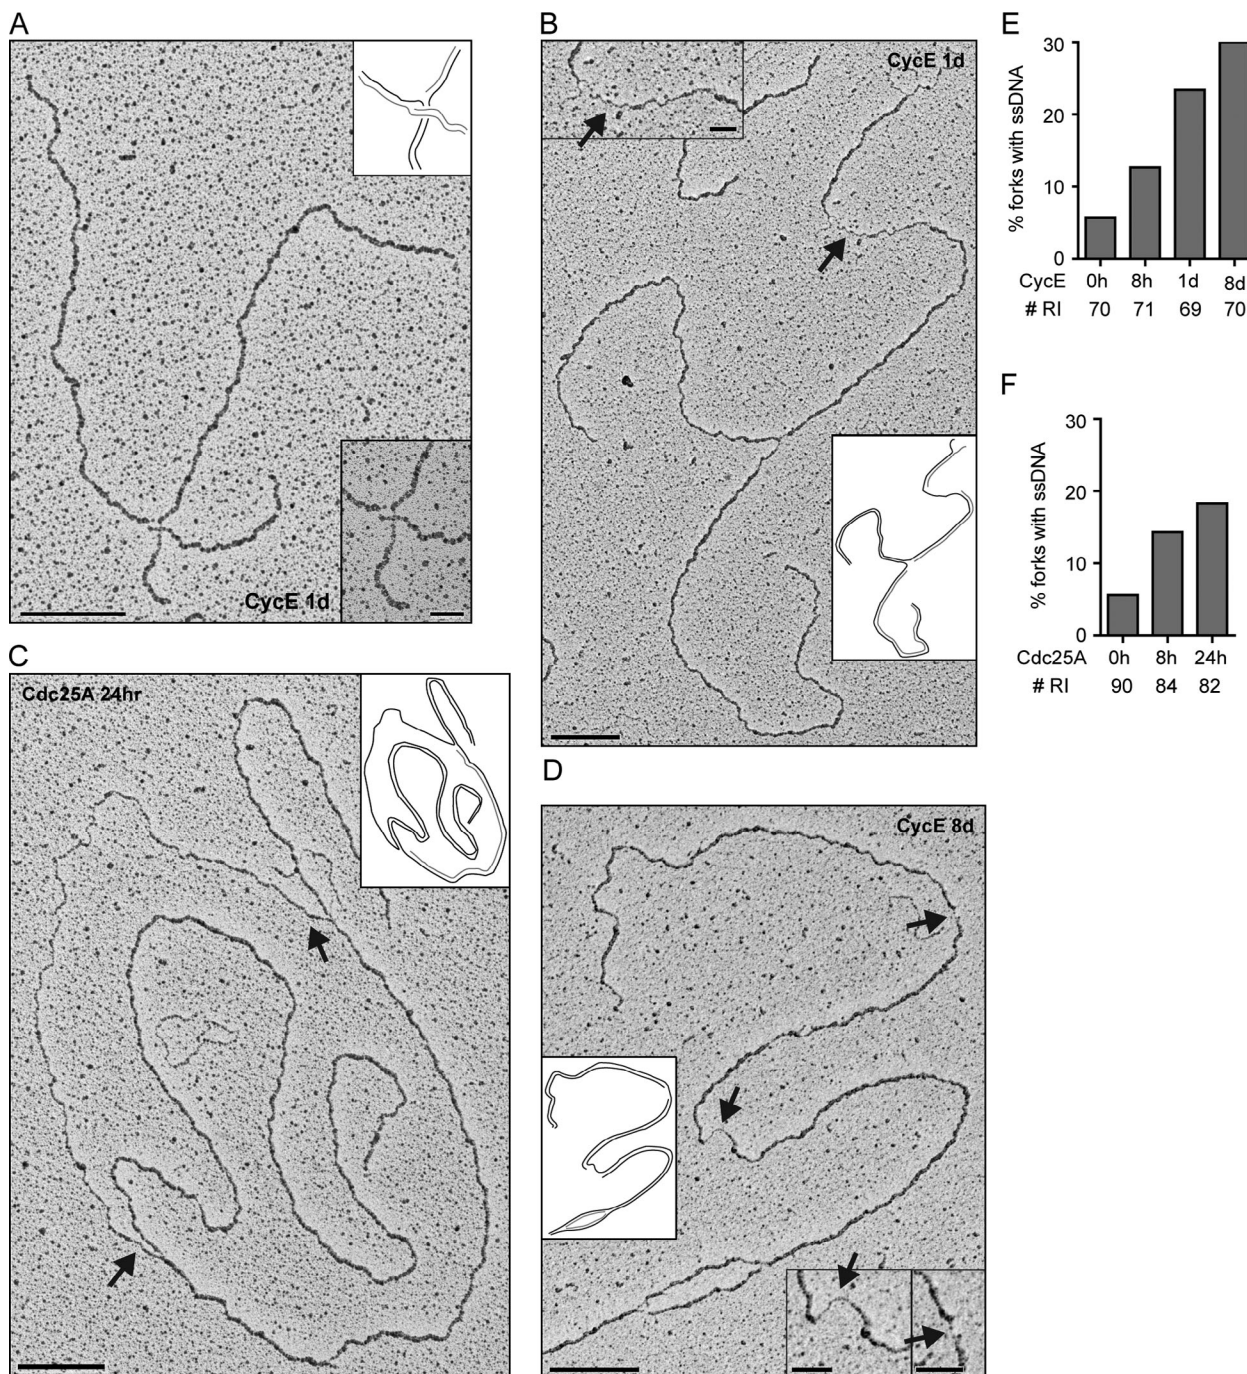 A
CycE 1d
B
CycE 1d
C
Cdc25A 24hr
D
CycE 8d
E
% forks with ssDNA
30
20
10
0
CycE 0h 8h 1d 8d
# RI 70 71 69 70
F
% forks with ssDNA
30
20
10
0
Cdc25A 0h 8h 24h
# RI 90 84 82